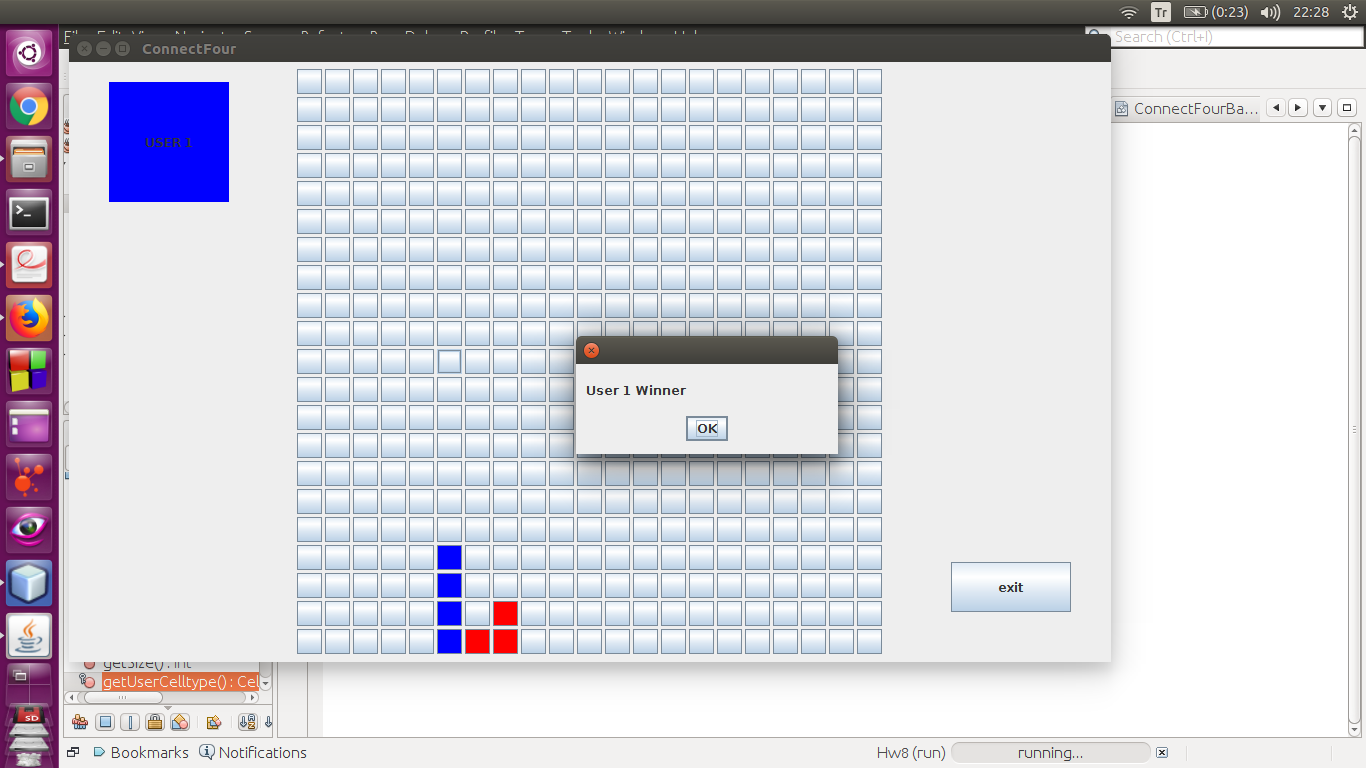 Tr
(0:23)
22:28
ConnectFour
Search (Ctrl+I)
ConnectFourBa...
USER 1
User 1 Winner
OK
exit
getSize() : int
getUserCelltype() : Cel
SD
Bookmarks
Notifications
Hw8 (run)
running...